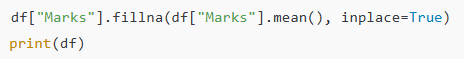 df["Marks"].fillna(df["Marks"].mean(), inplace=True)
print(df)